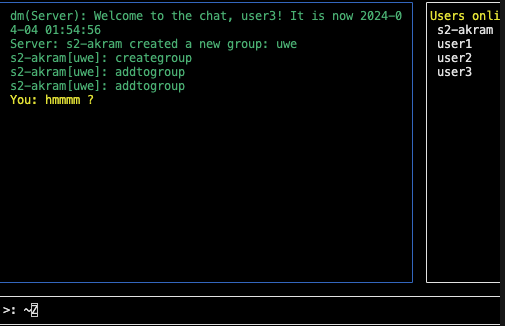 dm(Server): Welcome to the chat, user3! It is now 2024-0
4-04 01:54:56
Server: s2-akram created a new group: uwe
s2-akram[uwe]: creategroup
s2-akram[uwe]: addtogroup
s2-akram[uwe]: addtogroup
You: hmmmm ?
Users onli
s2-akram
user1
user2
user3
>: ~Z